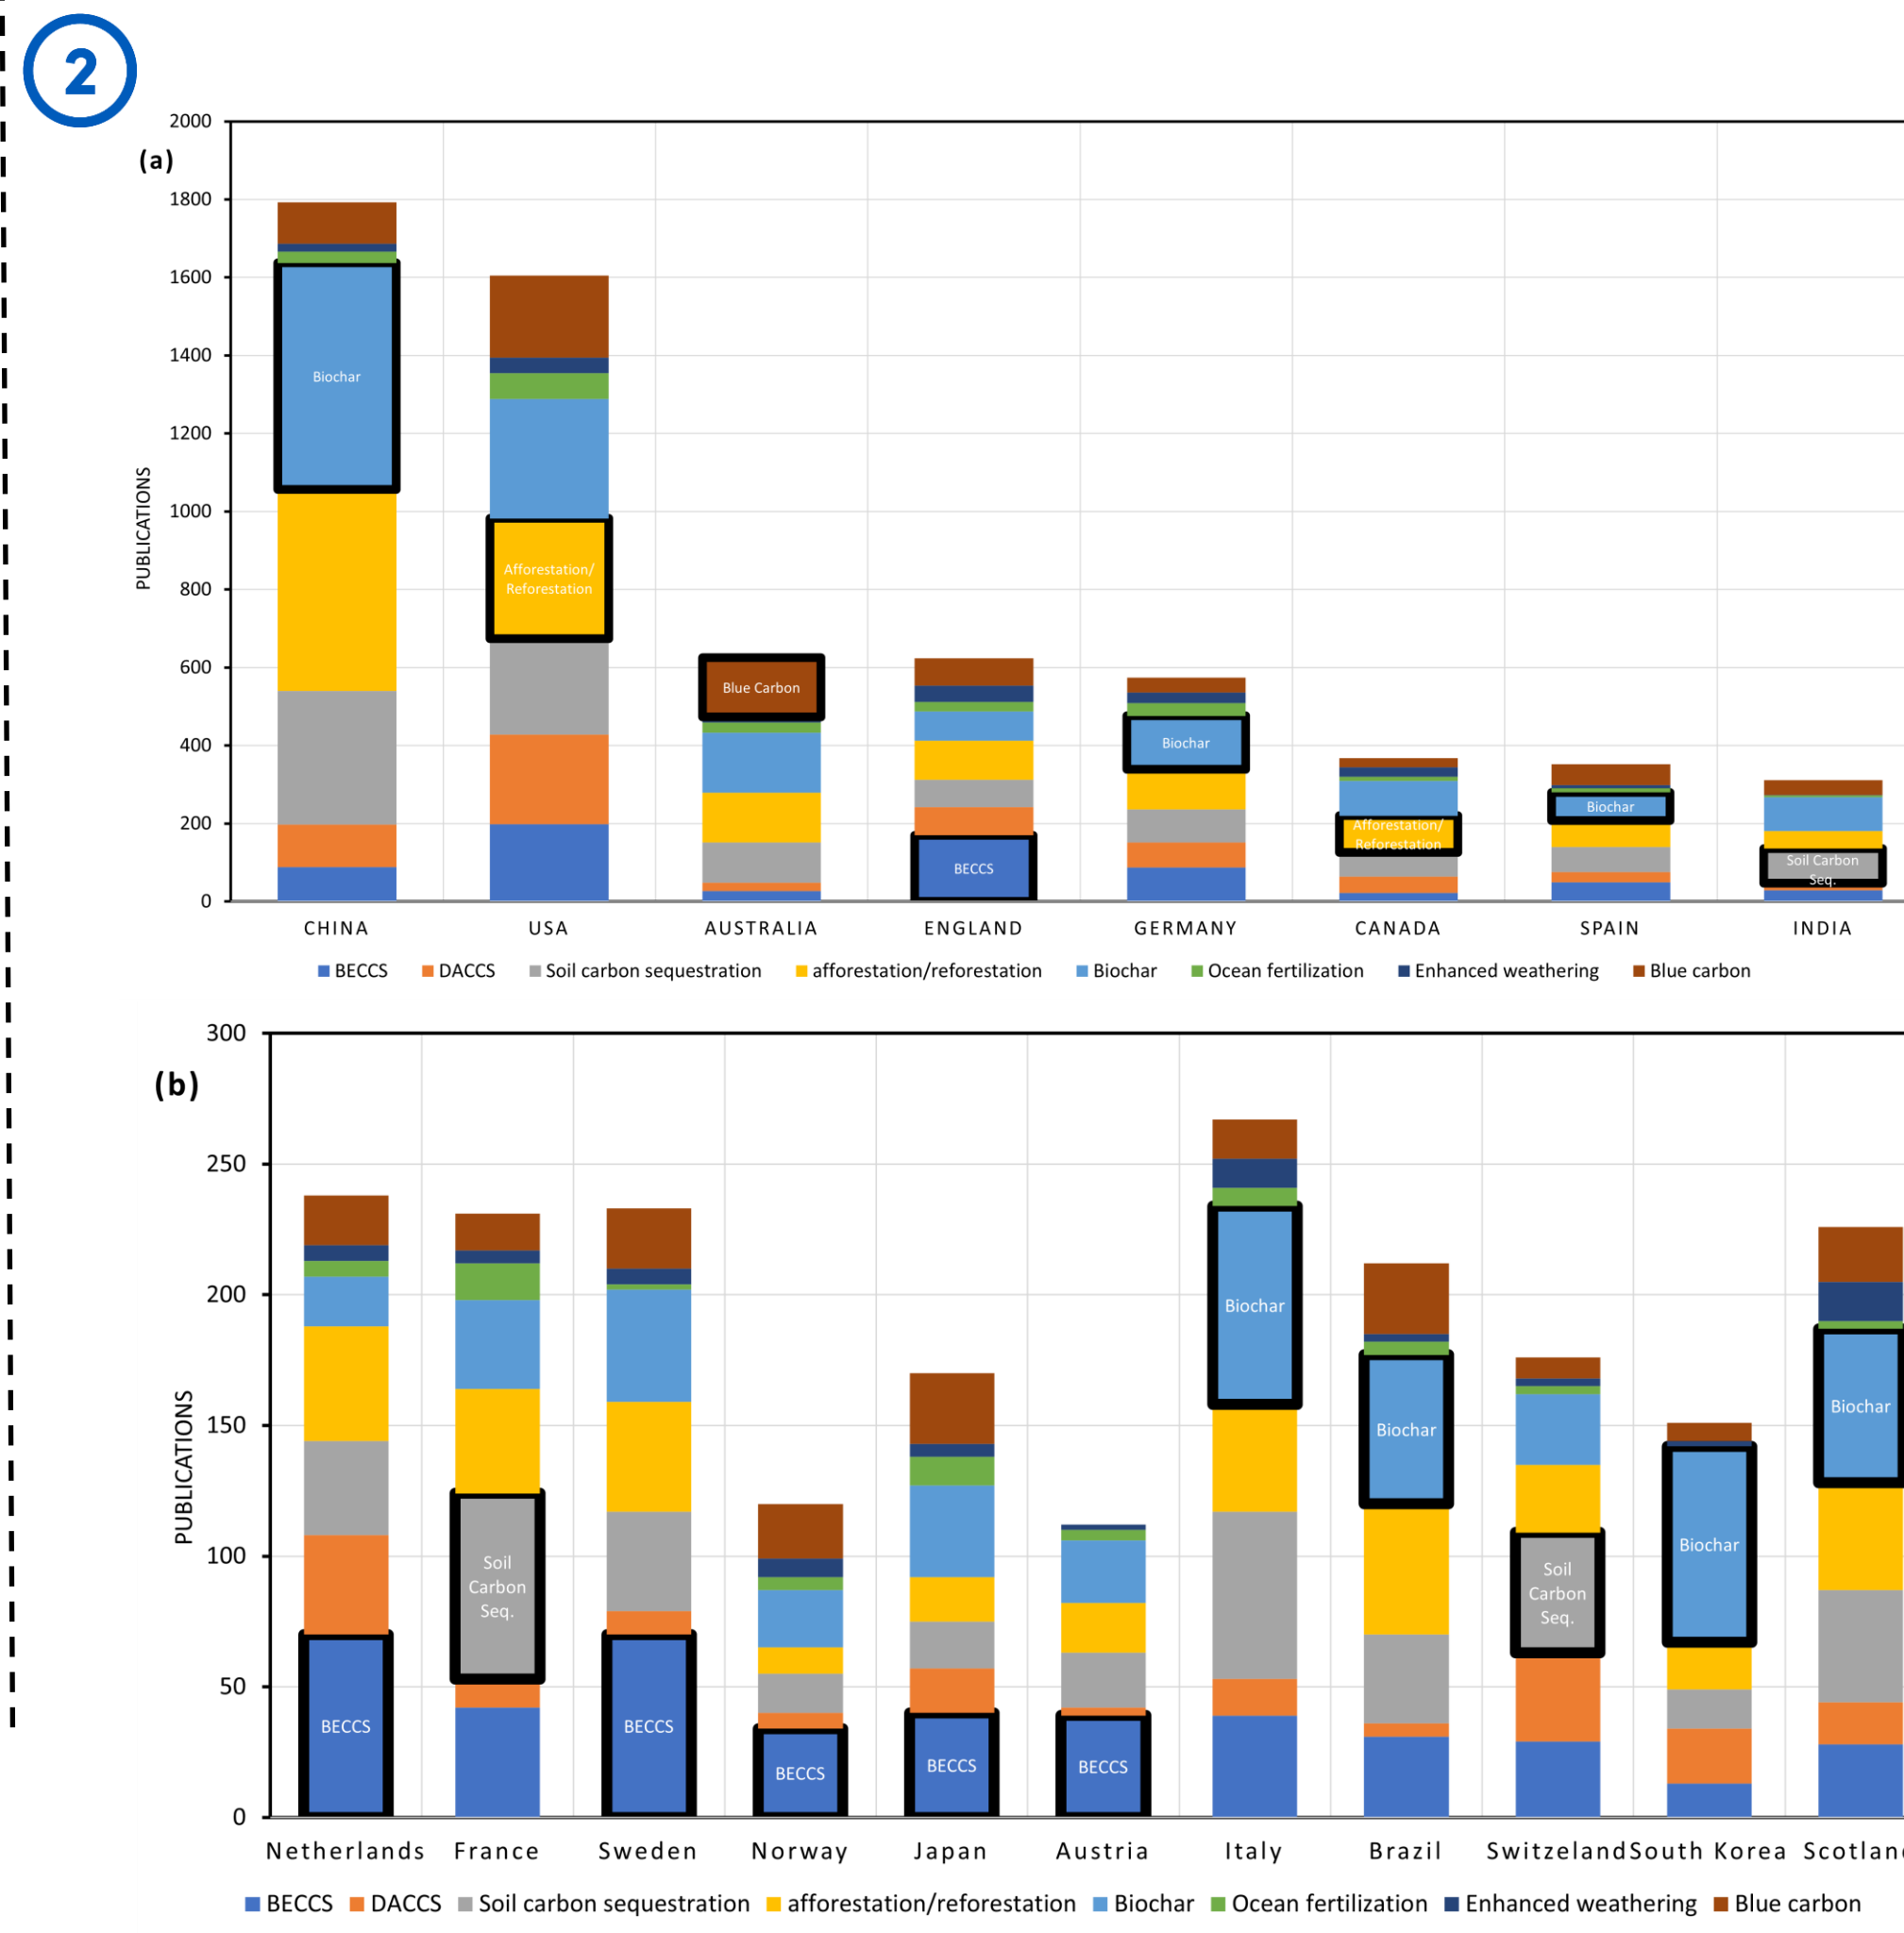 2
(a)
PUBLICATIONS
2000
1800
1600
1400
1200
1000
800
600
400
200
0
Biochar
Afforestation/
Reforestation
Blue Carbon
BECCS
Biochar
Afforestation/
Reforestation
Biochar
Soil Carbon
Seq.
CHINA USA AUSTRALIA ENGLAND GERMANY CANADA SPAIN INDIA
BECCS DACCS Soil carbon sequestration afforestation/reforestation Biochar Ocean fertilization Enhanced weathering Blue carbon
(b)
PUBLICATIONS
300
250
200
150
100
50
0
BECCS
Soil
Carbon
Seq.
BECCS
BECCS
BECCS
BECCS
Biochar
Biochar
Soil
Carbon
Seq.
Biochar
Biochar
Netherlands France Sweden Norway Japan Austria Italy Brazil Switzeland South Korea
BECCS DACCS Soil carbon sequestration afforestation/reforestation Biochar Ocean fertilization Enhanced weathering Blue carbon